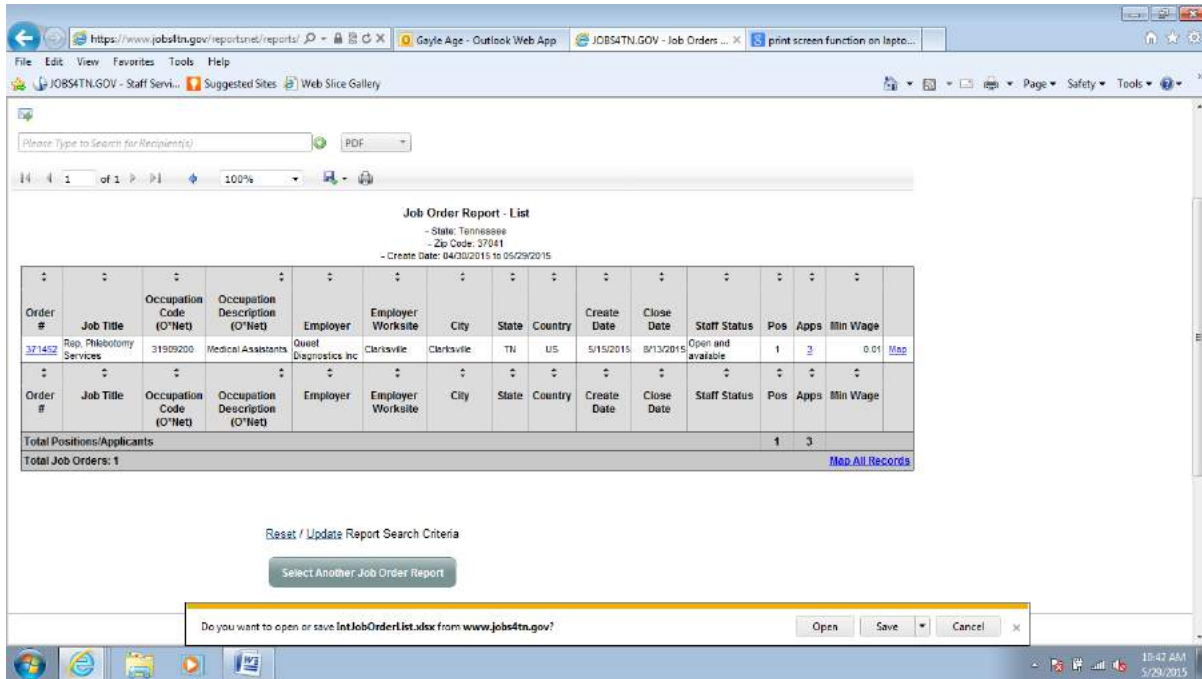 https://www.jobs4tn.gov/reportsnet/reports/
Gayle Age - Outlook Web App
JOBS4TN.GOV - Job Orders ...
print screen function on lapto...
File Edit View Favorites Tools Help
JOBS4TN.GOV - Staff Servi... Suggested Sites Web Slice Gallery
Page Safety Tools
Please Type to Search for Recipient(s) PDF
1 of 1 100%
Job Order Report - List
- State: Tennessee
- Zip Code: 37041
- Create Date: 04/30/2015 to 05/29/2015
Order # Job Title Occupation Code (O*Net) Occupation Description (O*Net) Employer Employer Worksite City State Country Create Date Close Date Staff Status Pos Apps Min Wage
371452 Rep, Phlebotomy Services 31909200 Medical Assistants Quest Diagnostics Inc Clarksville Clarksville TN US 5/15/2015 8/13/2015 Open and available 1 3 0.01 Map
Order # Job Title Occupation Code (O*Net) Occupation Description (O*Net) Employer Employer Worksite City State Country Create Date Close Date Staff Status Pos Apps Min Wage
Total Positions/Applicants 1 3
Total Job Orders: 1 Map All Records
Reset / Update Report Search Criteria
Select Another Job Order Report
Do you want to open or save IntJobOrderList.xlsx from www.jobs4tn.gov? Open Save Cancel
10:47 AM
5/29/2015